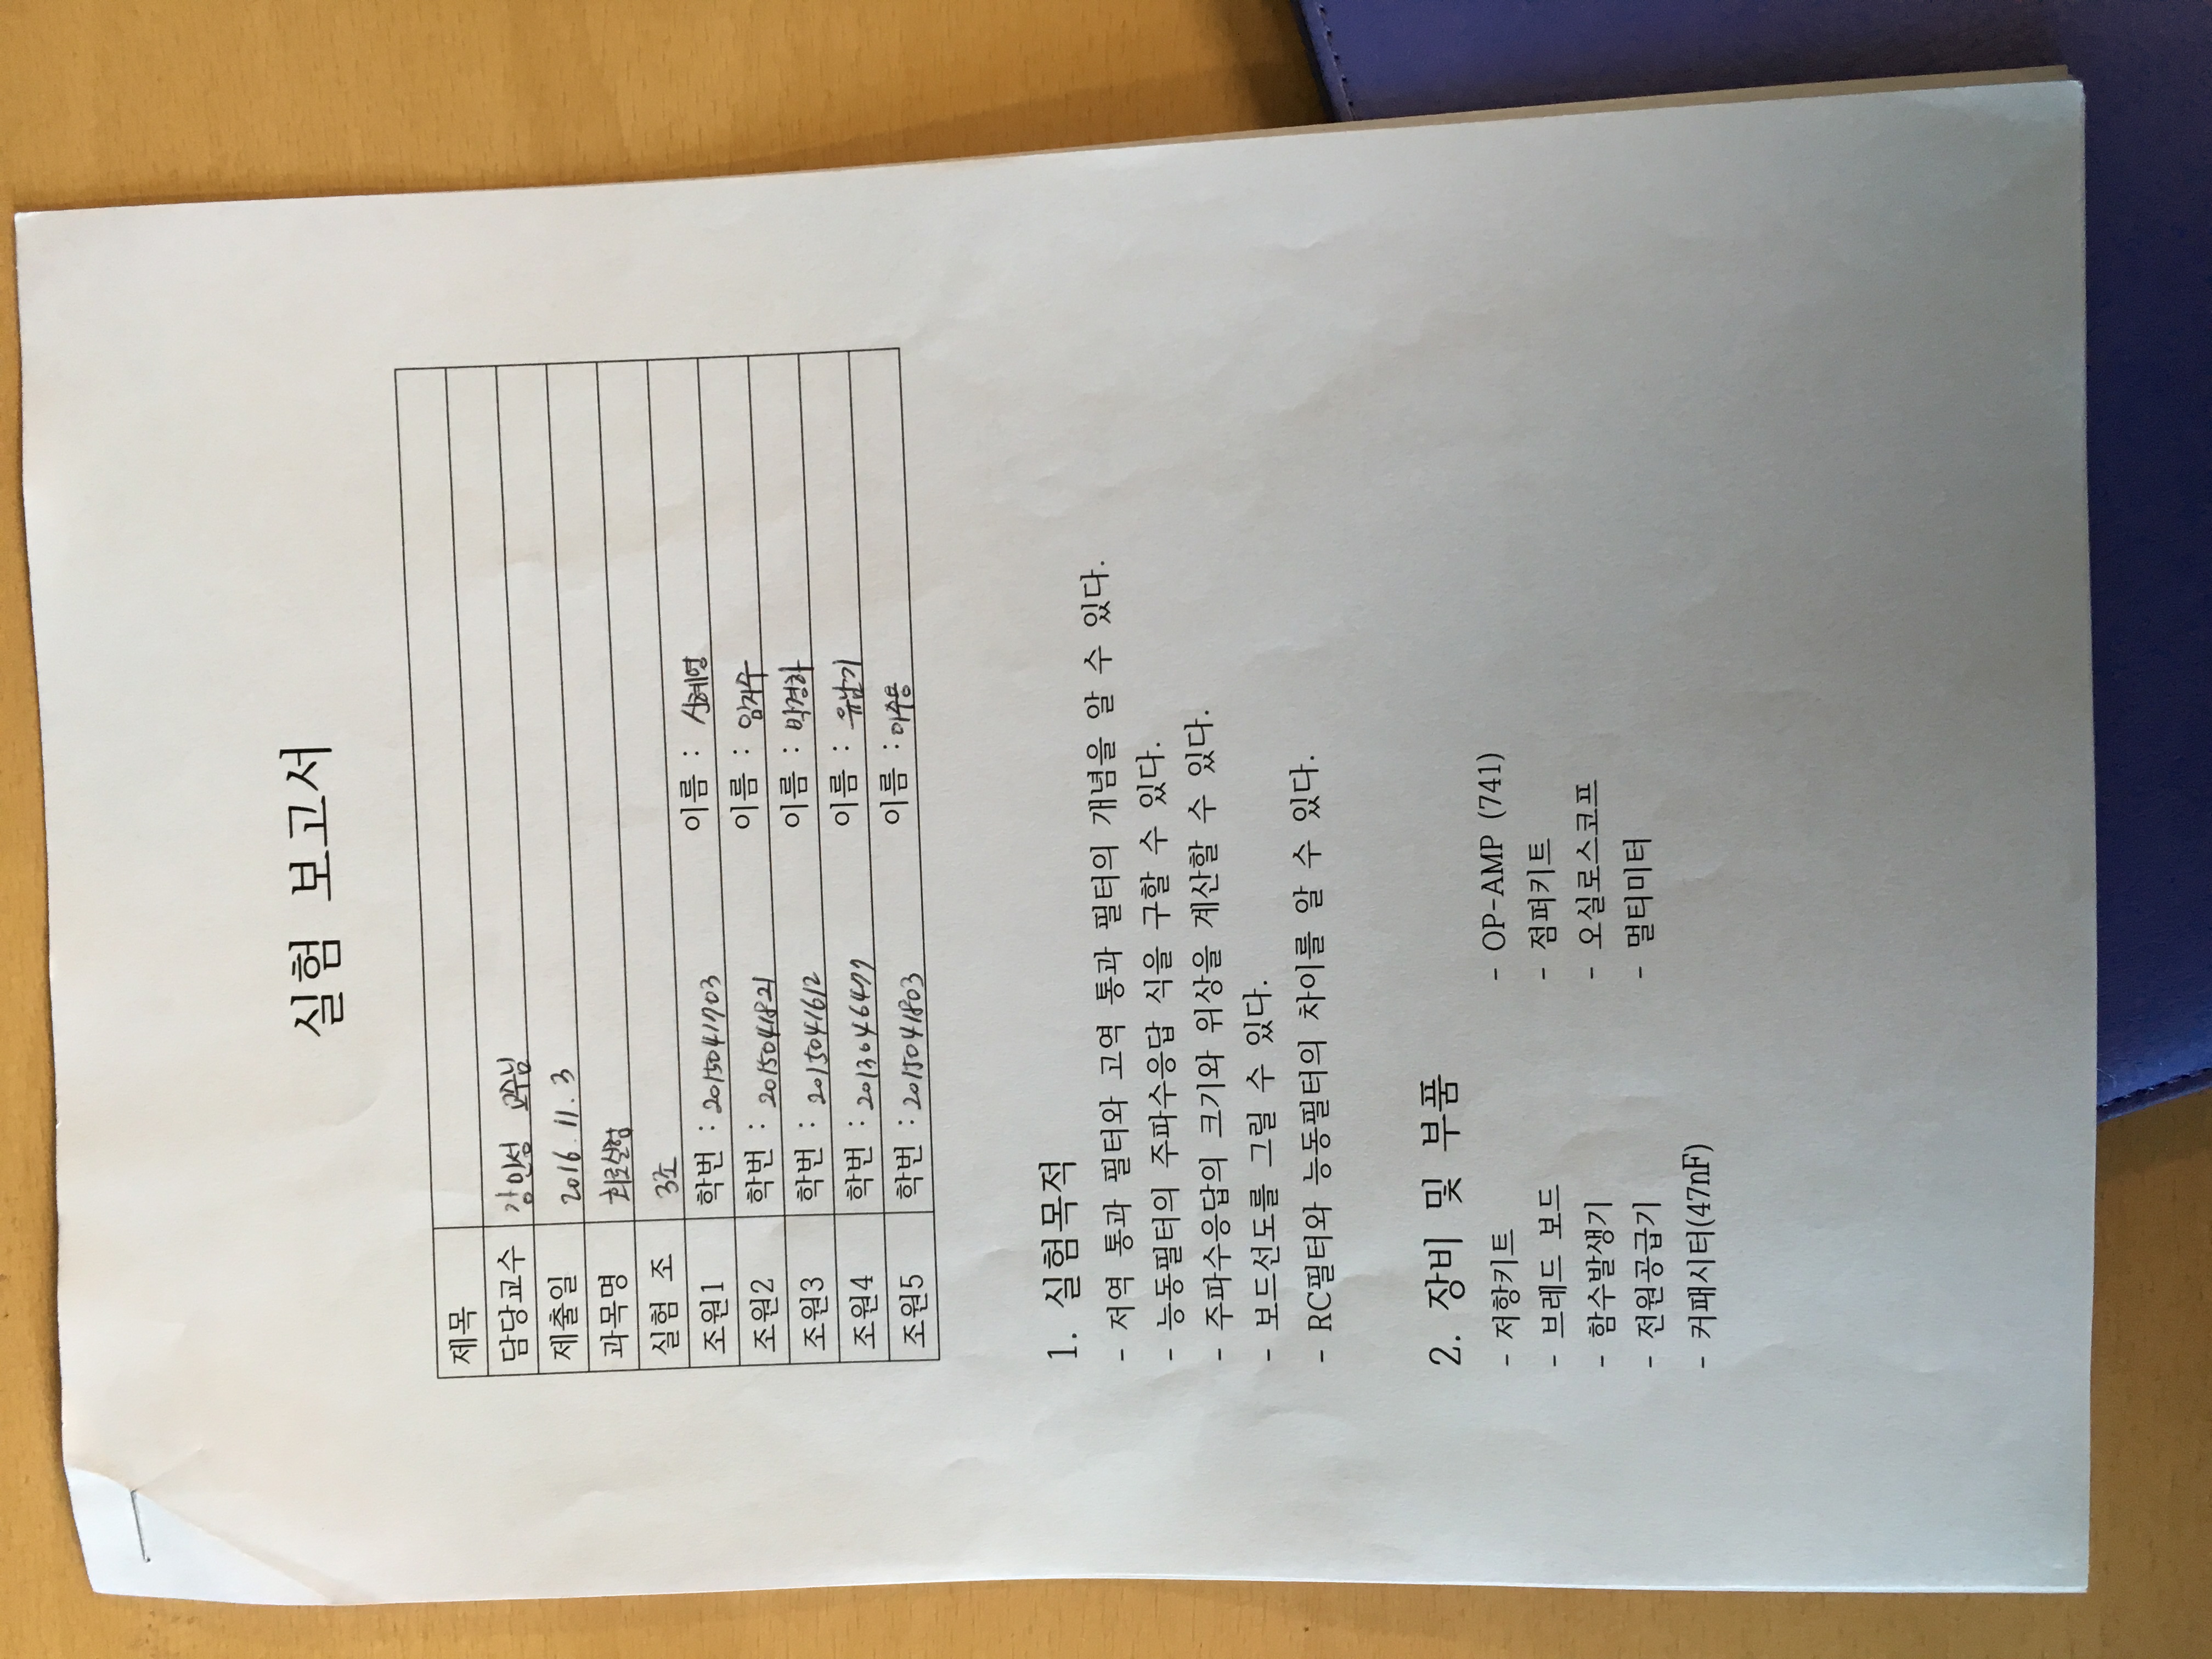 실험 보고서
제목
담당교수 강인성 교수님
제출일 2016. 11. 3
과목명 회로실험
실험 조 3조
조원1 학번 : 2015041703 이름 : 신혜영
조원2 학번 : 2015041821 이름 : 임지수
조원3 학번 : 2015041612 이름 : 박경하
조원4 학번 : 2013046477 이름 : 유남기
조원5 학번 : 2015041803 이름 : 이수용
1. 실험목적
- 저역 통과 필터와 고역 통과 필터의 개념을 알 수 있다.
- 능동필터의 주파수응답 식을 구할 수 있다.
- 주파수응답의 크기와 위상을 계산할 수 있다.
- 보드선도를 그릴 수 있다.
- RC필터와 능동필터의 차이를 알 수 있다.
2. 장비 및 부품
- 저항키트 - OP-AMP (741)
- 브레드 보드 - 점퍼키트
- 함수발생기 - 오실로스코프
- 전원공급기 - 멀티미터
- 커패시터(47nF)